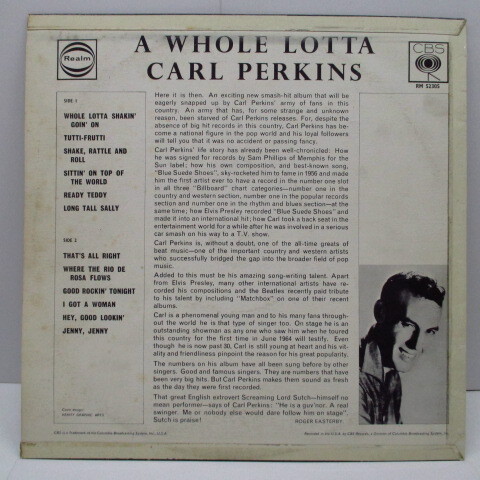 Realm
A WHOLE LOTTA
CARL PERKINS
CBS
RM 52305
SIDE 1
WHOLE LOTTA SHAKIN'
GOIN' ON
TUTTI-FRUTTI
SHAKE, RATTLE AND
ROLL
SITTIN' ON TOP OF
THE WORLD
READY TEDDY
LONG TALL SALLY
SIDE 2
THAT'S ALL RIGHT
WHERE THE RIO DE
ROSA FLOWS
GOOD ROCKIN' TONIGHT
I GOT A WOMAN
HEY, GOOD LOOKIN'
JENNY, JENNY
Here it is then. An exciting new smash-hit album that will be
eagerly snapped up by Carl Perkins' army of fans in this
country. An army that has, for some strange and unknown
reason, been starved of Carl Perkins releases. For, despite the
absence of big hit records in this country, Carl Perkins has be-
come a national figure in the pop world and his loyal followers
will tell you that it was no accident or passing fancy.
Carl Perkins' life story has already been well-chronicled: How
he was signed for records by Sam Phillips of Memphis for the
Sun label; how his own composition, and best-known song,
"Blue Suede Shoes", sky-rocketed him to fame in 1956 and made
him the first artist ever to have a record in the number one slot
in all three "Billboard" chart categories—number one in the
country and western section, number one in the popular records
section and number one in the rhythm and blues section—at the
same time; how Elvis Presley recorded "Blue Suede Shoes" and
made it into an international hit; how Carl took a back seat in the
entertainment world for a while after he was involved in a serious
car smash on his way to a T.V. show.
Carl Perkins is, without a doubt, one of the all-time greats of
beat music—one of the important country and western artists
who successfully bridged the gap into the broader field of pop
music.
Added to this must be his amazing song-writing talent. Apart
from Elvis Presley, many other international artists have re-
corded his compositions and the Beatles recently paid tribute
to his talent by including "Matchbox" on one of their recent
albums.
Carl is a phenomenal young man and to his many fans through-
out the world he is that type of singer too. On stage he is an
outstanding showman as any one who saw him when he toured
this country for the first time in June 1964 will testify. Even
though he is now past 30, Carl is still young at heart and his vit-
ality and friendliness pinpoint the reason for his great popularity.
The numbers on his album have all been sung before by other
singers. Good and famous singers. They are numbers that have
been very big hits. But Carl Perkins makes them sound as fresh
as the day they were first recorded.
That great English extrovert Screaming Lord Sutch—himself no
mean performer—says of Carl Perkins: "He is a guv'nor. A real
swinger. Me or nobody else would dare follow him on stage".
Sutch is praise!
ROGER EASTERBY